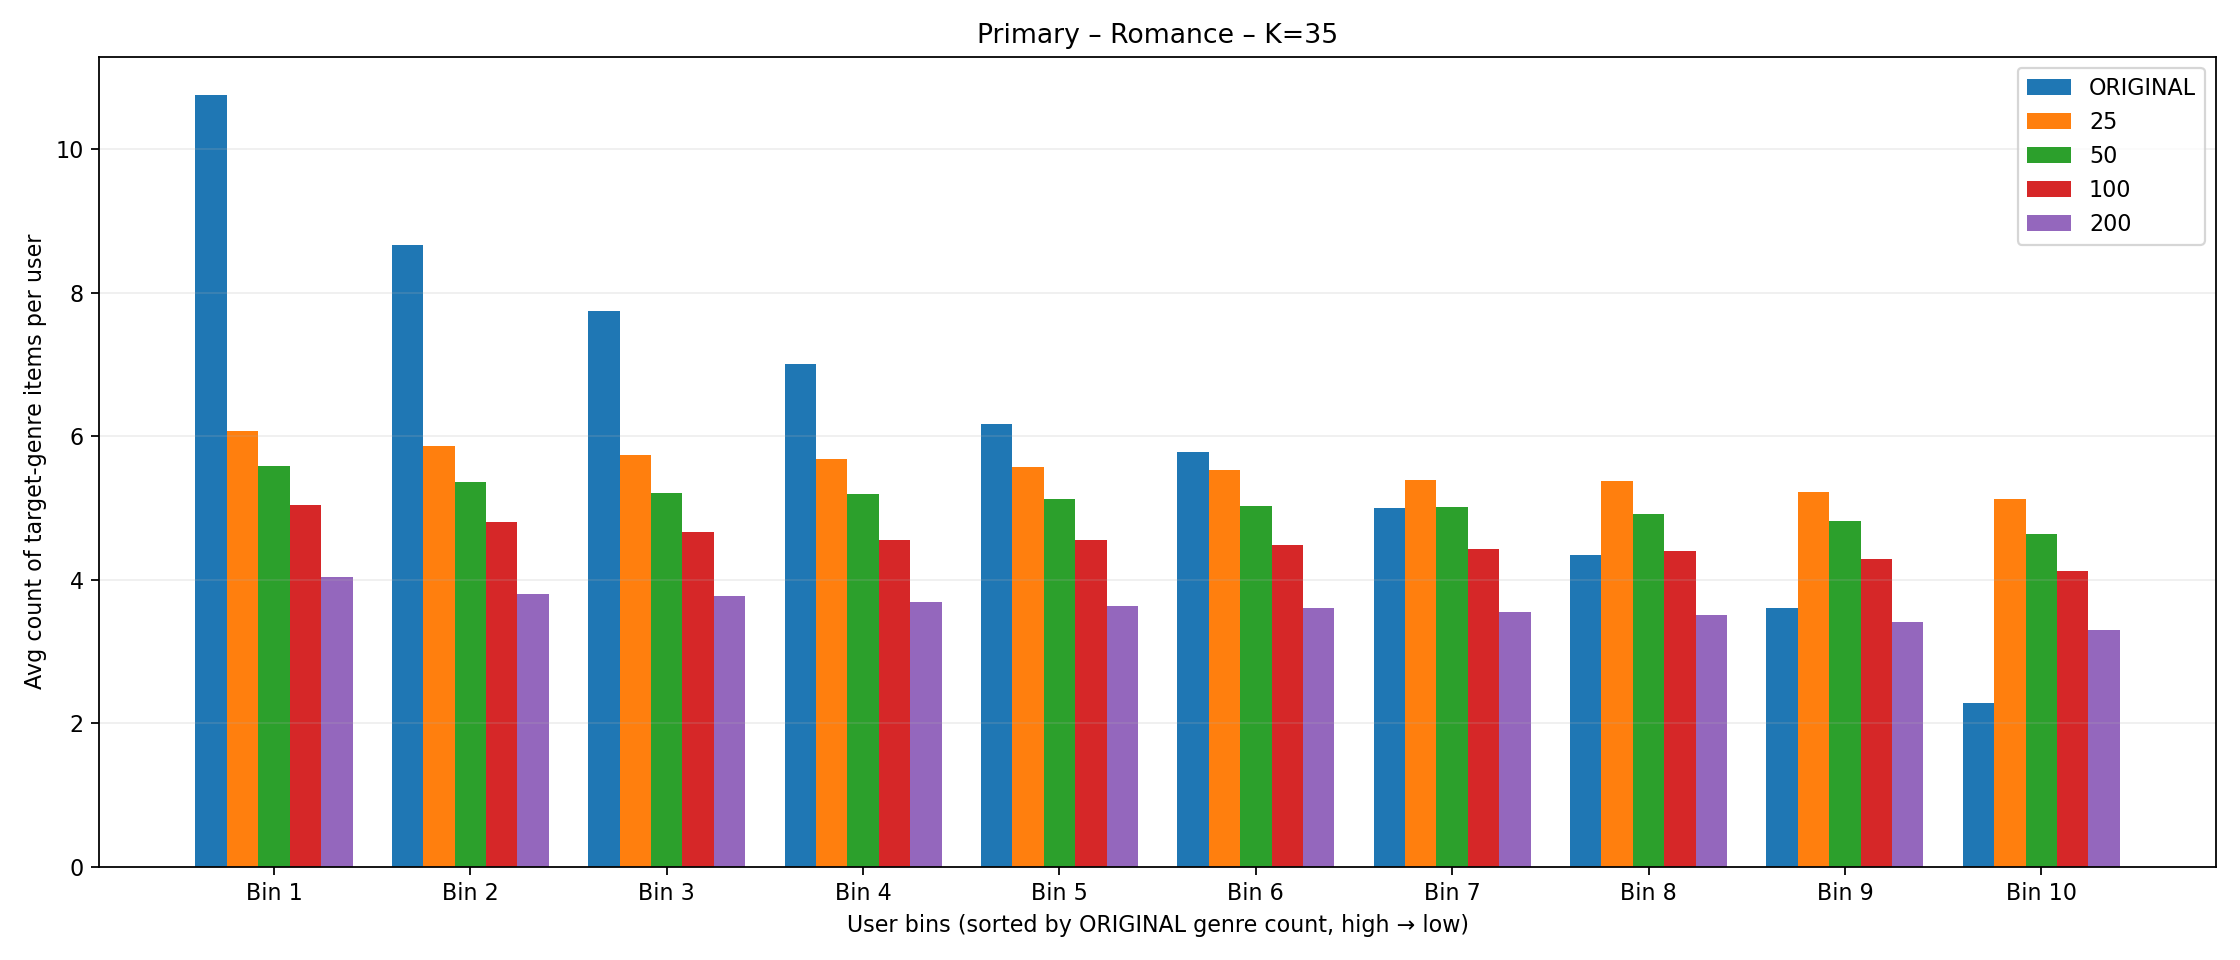 Primary – Romance – K=35
ORIGINAL
25
50
100
200
Avg count of target-genre items per user
10
8
6
4
2
0
Bin 1 Bin 2 Bin 3 Bin 4 Bin 5 Bin 6 Bin 7 Bin 8 Bin 9 Bin 10
User bins (sorted by ORIGINAL genre count, high → low)